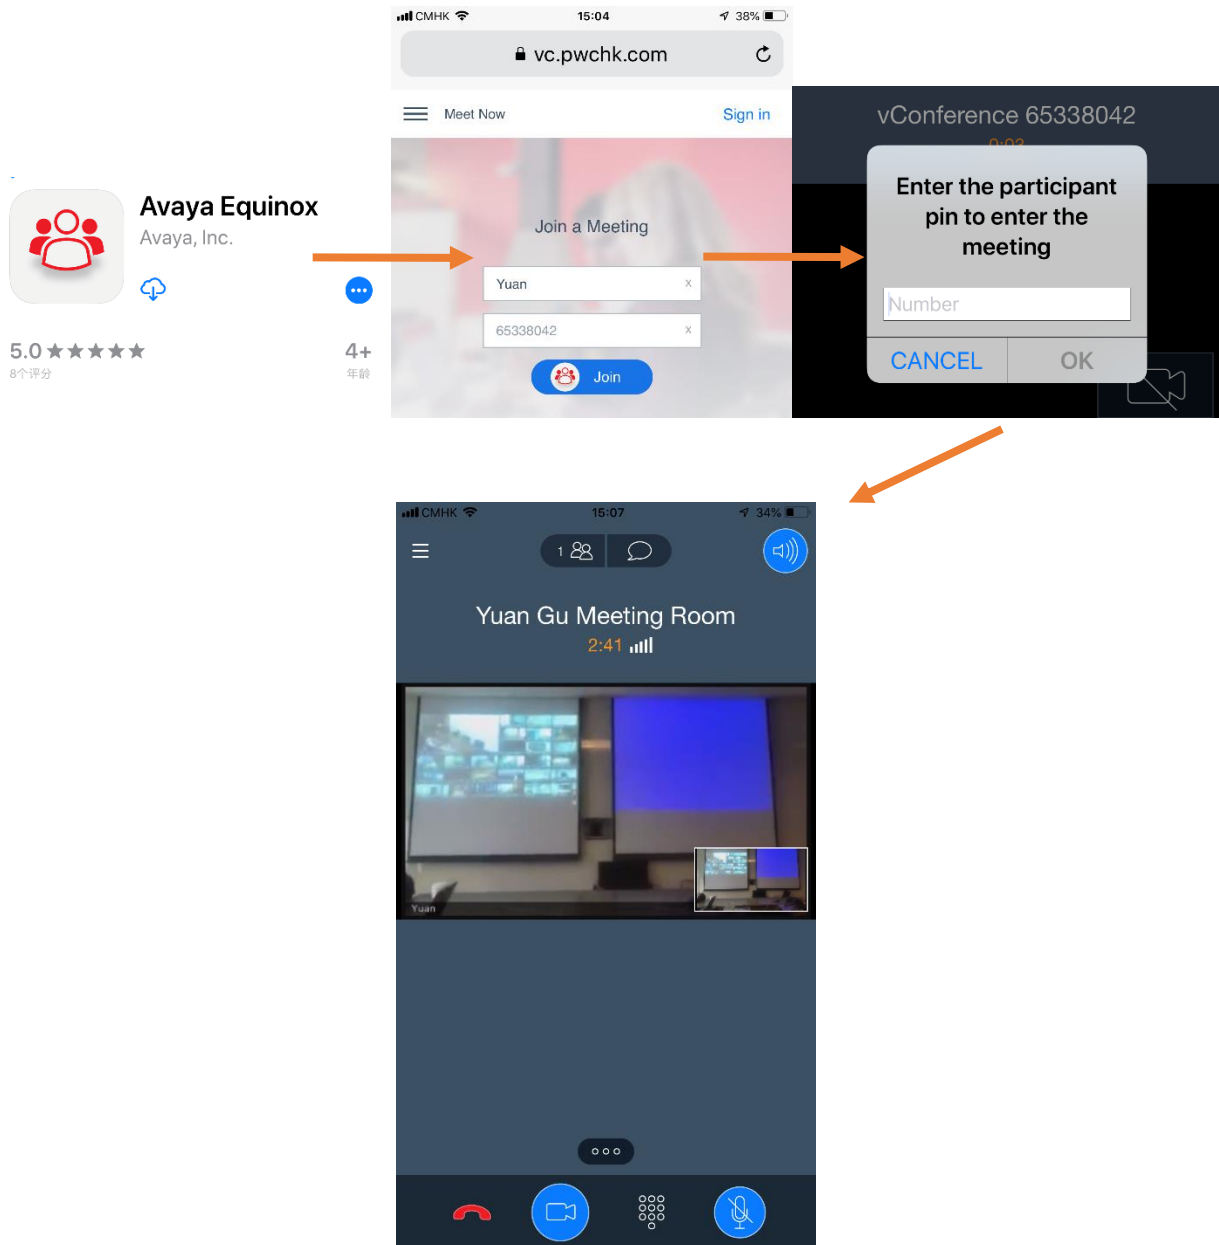 Avaya Equinox
Avaya, Inc.
5.0
4+
8个评分
年龄
CMHK
15:04
38%
vc.pwchk.com
Meet Now
Sign in
Join a Meeting
Yuan
x
65338042
x
Join
vConference 65338042
0:03
Enter the participant
pin to enter the
meeting
Number
CANCEL
OK
CMHK
15:07
34%
1
Yuan Gu Meeting Room
2:41
Yuan